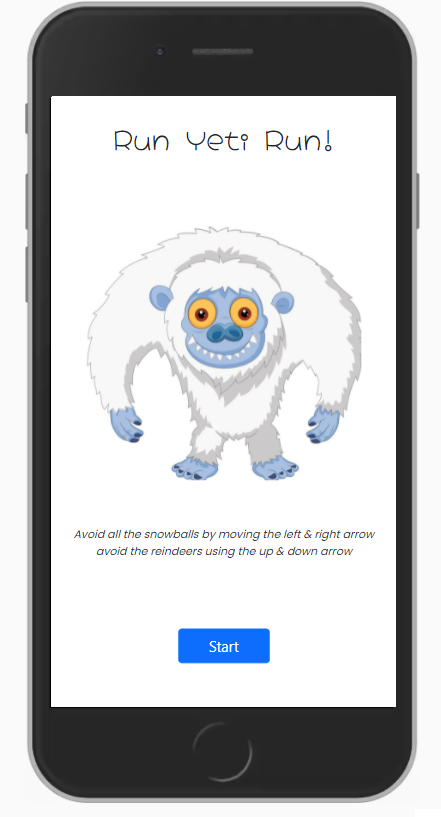 Run Yeti Run!
Avoid all the snowballs by moving the left & right arrow
avoid the reindeers using the up & down arrow
Start